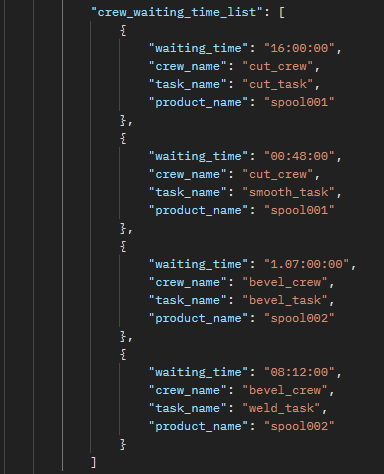 "crew_waiting_time_list": [
{
"waiting_time": "16:00:00",
"crew_name": "cut_crew",
"task_name": "cut_task",
"product_name": "spool001"
},
{
"waiting_time": "00:48:00",
"crew_name": "cut_crew",
"task_name": "smooth_task",
"product_name": "spool001"
},
{
"waiting_time": "1.07:00:00",
"crew_name": "bevel_crew",
"task_name": "bevel_task",
"product_name": "spool002"
},
{
"waiting_time": "08:12:00",
"crew_name": "bevel_crew",
"task_name": "weld_task",
"product_name": "spool002"
}
]